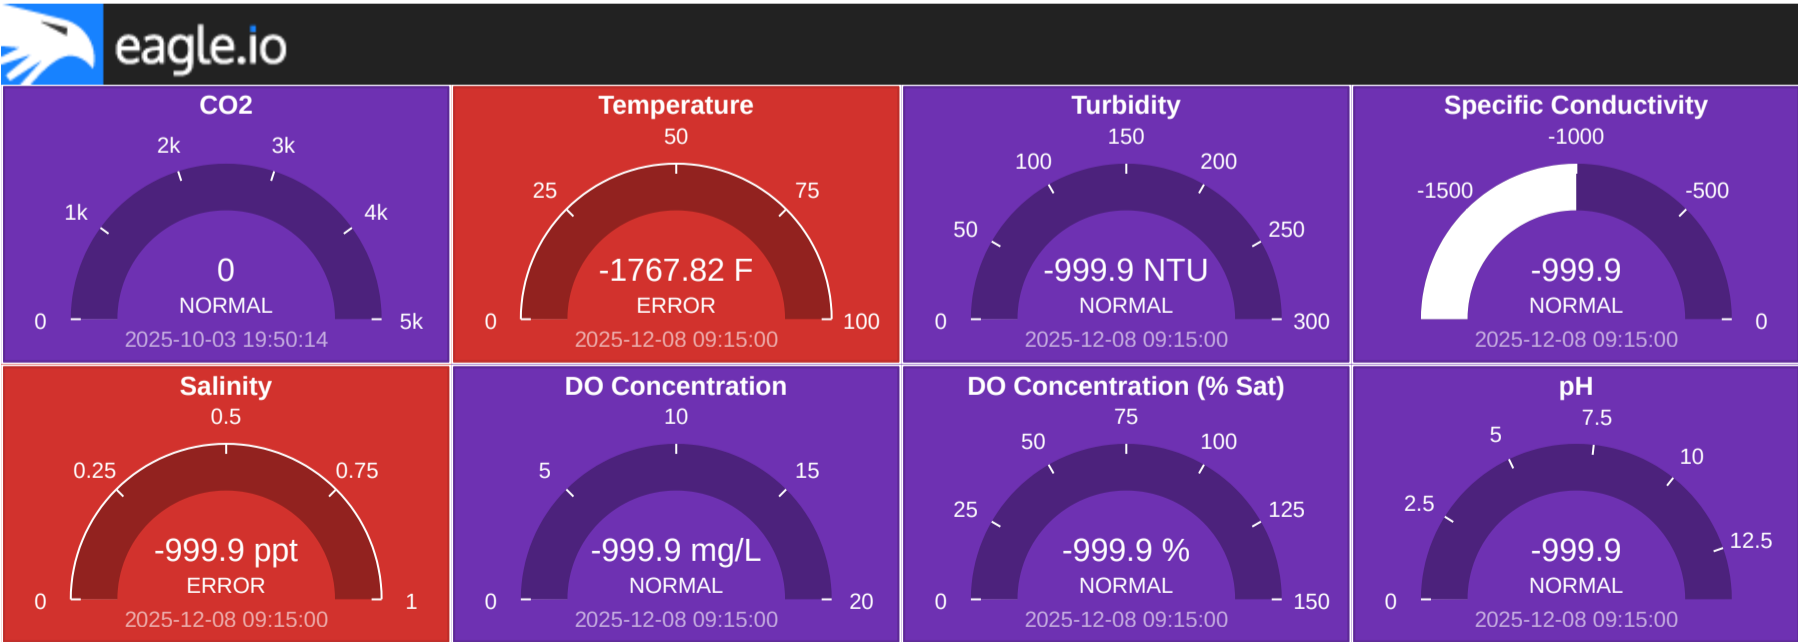 eagle.io
CO2
2k
3k
1k
4k
0
NORMAL
0
5k
2025-10-03 19:50:14
Temperature
50
25
75
-1767.82 F
ERROR
0
100
2025-12-08 09:15:00
Turbidity
150
100
200
50
250
-999.9 NTU
NORMAL
0
300
2025-12-08 09:15:00
Specific Conductivity
-1000
-1500
-500
-999.9
NORMAL
0
2025-12-08 09:15:00
Salinity
0.5
0.25
0.75
-999.9 ppt
ERROR
0
1
2025-12-08 09:15:00
DO Concentration
10
5
15
-999.9 mg/L
NORMAL
0
20
2025-12-08 09:15:00
DO Concentration (% Sat)
75
50
100
25
125
-999.9 %
NORMAL
0
150
2025-12-08 09:15:00
pH
7.5
5
10
2.5
12.5
-999.9
NORMAL
0
2025-12-08 09:15:00